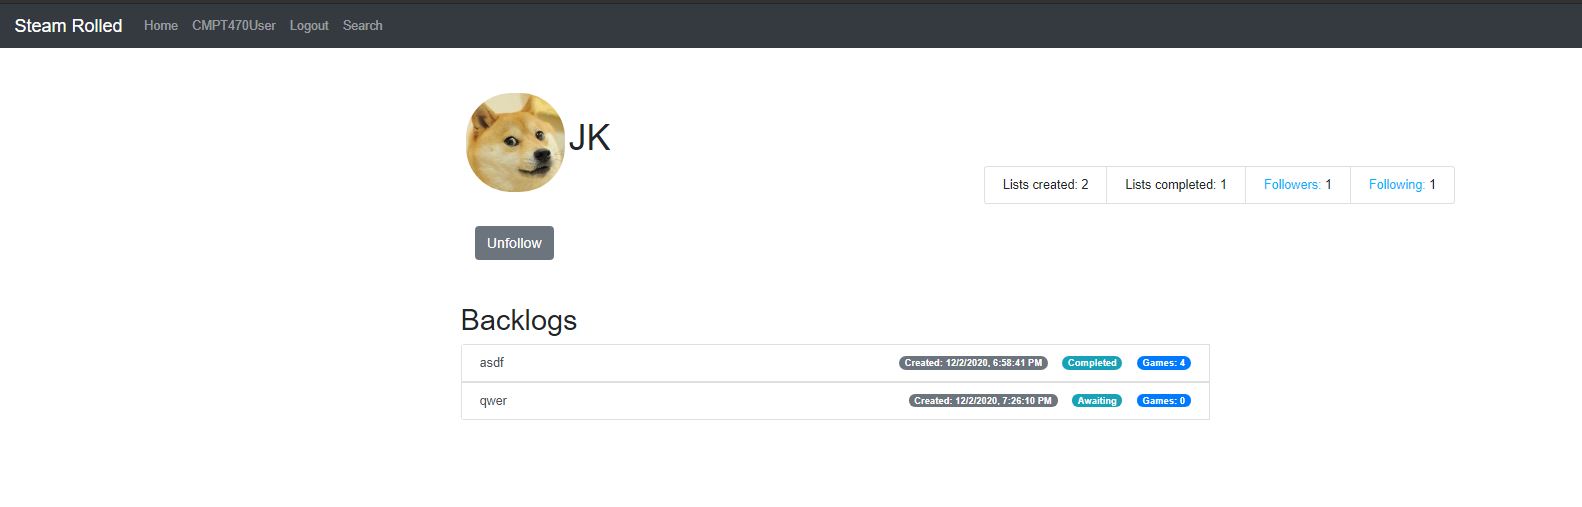 Steam Rolled Home CMPT470User Logout Search
JK
Lists created: 2 Lists completed: 1 Followers: 1 Following: 1
Unfollow
Backlogs
asdf Created: 12/2/2020, 6:58:41 PM Completed Games: 4
qwer Created: 12/2/2020, 7:26:10 PM Awaiting Games: 0